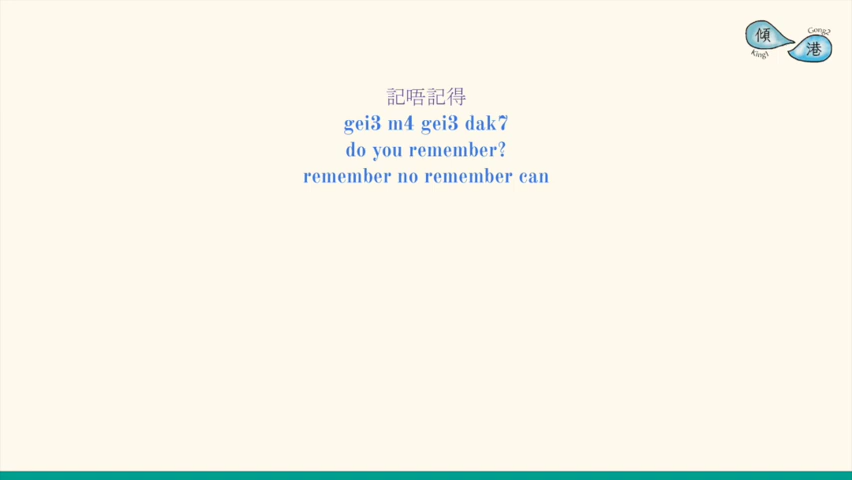 傾
King1
Gong2
港
記唔記得
gei3 m4 gei3 dak7
do you remember?
remember no remember can